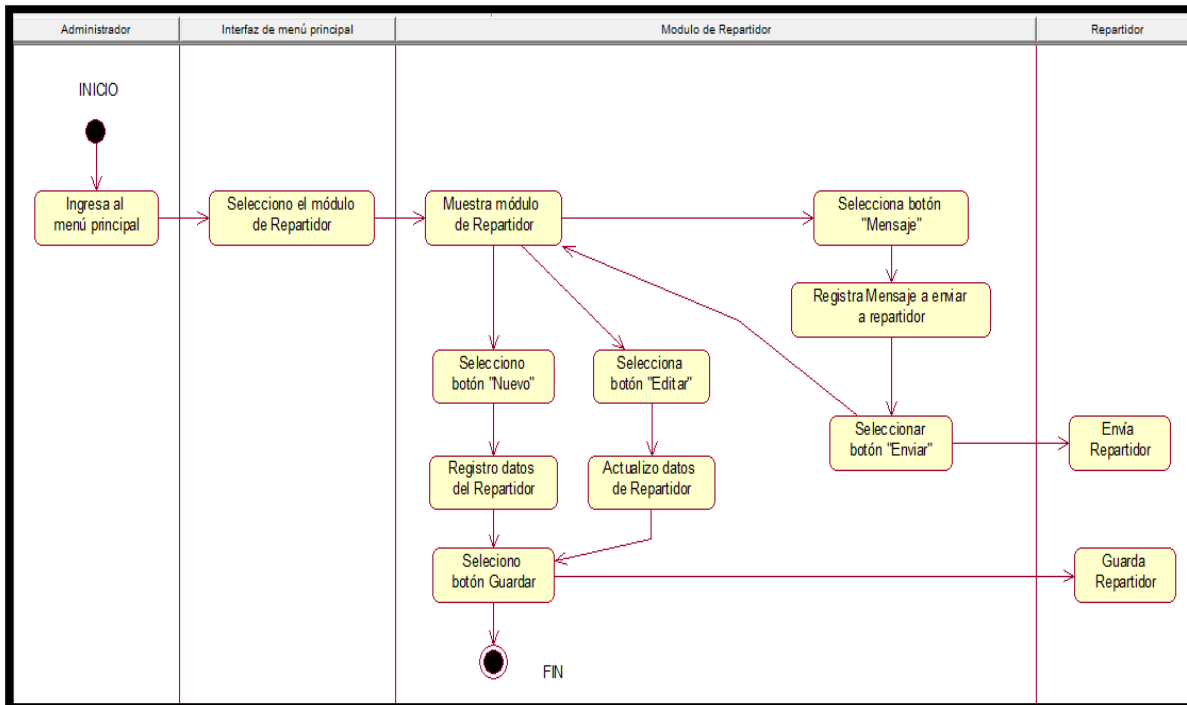 Administrador
Interfaz de menú principal
Modulo de Repartidor
Repartidor
INICIO
Ingresa al
menú principal
Selecciono el módulo
de Repartidor
Muestra módulo
de Repartidor
Selecciona botón
"Mensaje"
Registra Mensaje a enviar
a repartidor
Selecciono
botón "Nuevo"
Selecciona
botón "Editar"
Seleccionar
botón "Enviar"
Envía
Repartidor
Registro datos
del Repartidor
Actualizo datos
de Repartidor
Seleciono
botón Guardar
Guarda
Repartidor
FIN